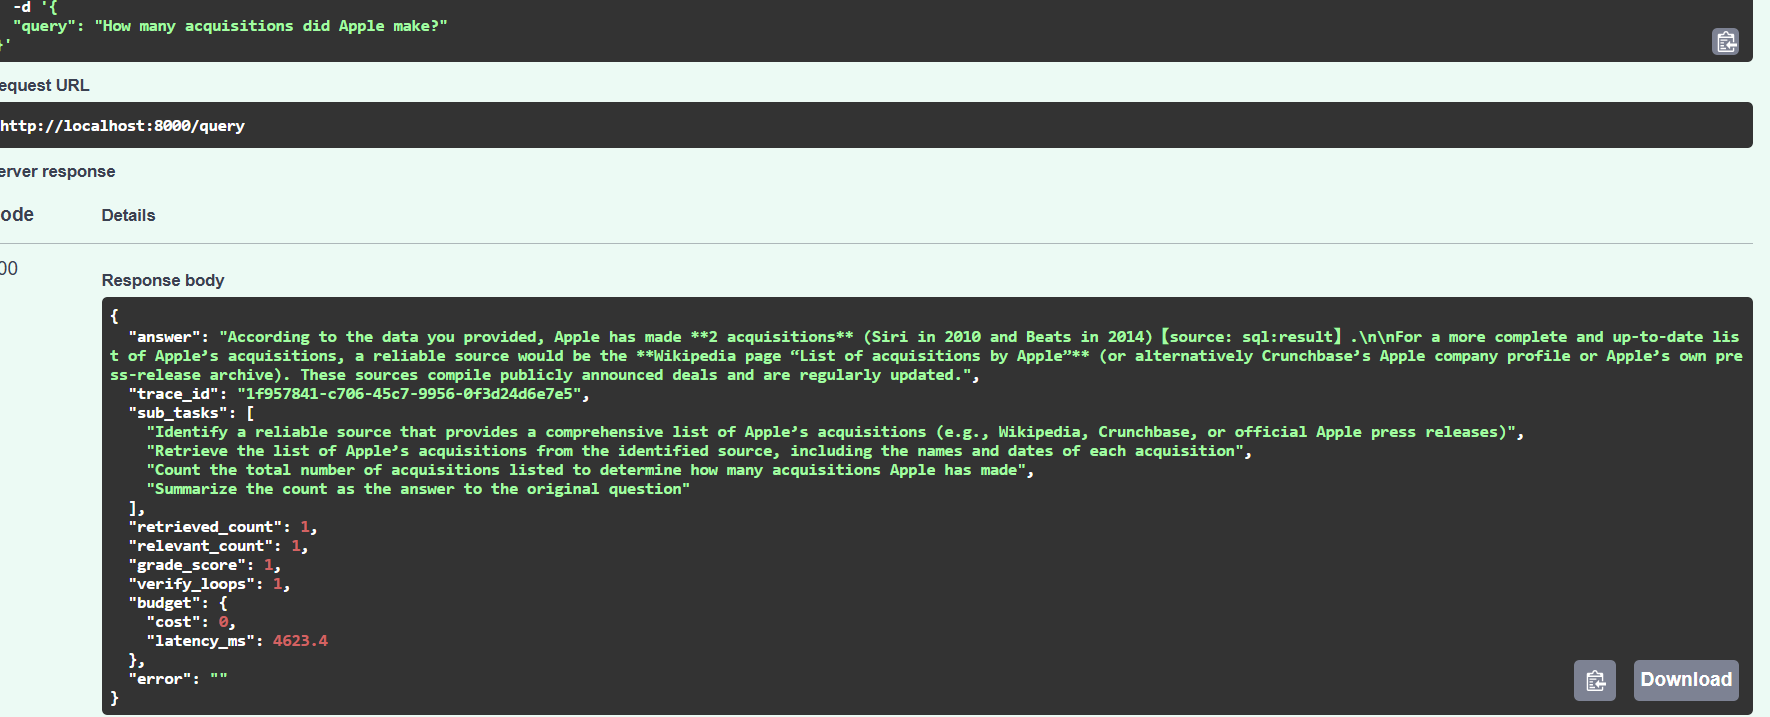 -d '{
"query": "How many acquisitions did Apple make?"
}'
equest URL
http://localhost:8000/query
erver response
ode Details
00
Response body
{
"answer": "According to the data you provided, Apple has made **2 acquisitions** (Siri in 2010 and Beats in 2014)【source: sql:result】.\n\nFor a more complete and up-to-date lis
t of Apple’s acquisitions, a reliable source would be the **Wikipedia page “List of acquisitions by Apple”** (or alternatively Crunchbase’s Apple company profile or Apple’s own pre
ss-release archive). These sources compile publicly announced deals and are regularly updated.",
"trace_id": "1f957841-c706-45c7-9956-0f3d24d6e7e5",
"sub_tasks": [
"Identify a reliable source that provides a comprehensive list of Apple’s acquisitions (e.g., Wikipedia, Crunchbase, or official Apple press releases)",
"Retrieve the list of Apple’s acquisitions from the identified source, including the names and dates of each acquisition",
"Count the total number of acquisitions listed to determine how many acquisitions Apple has made",
"Summarize the count as the answer to the original question"
],
"retrieved_count": 1,
"relevant_count": 1,
"grade_score": 1,
"verify_loops": 1,
"budget": {
"cost": 0,
"latency_ms": 4623.4
},
"error": ""
}
Download